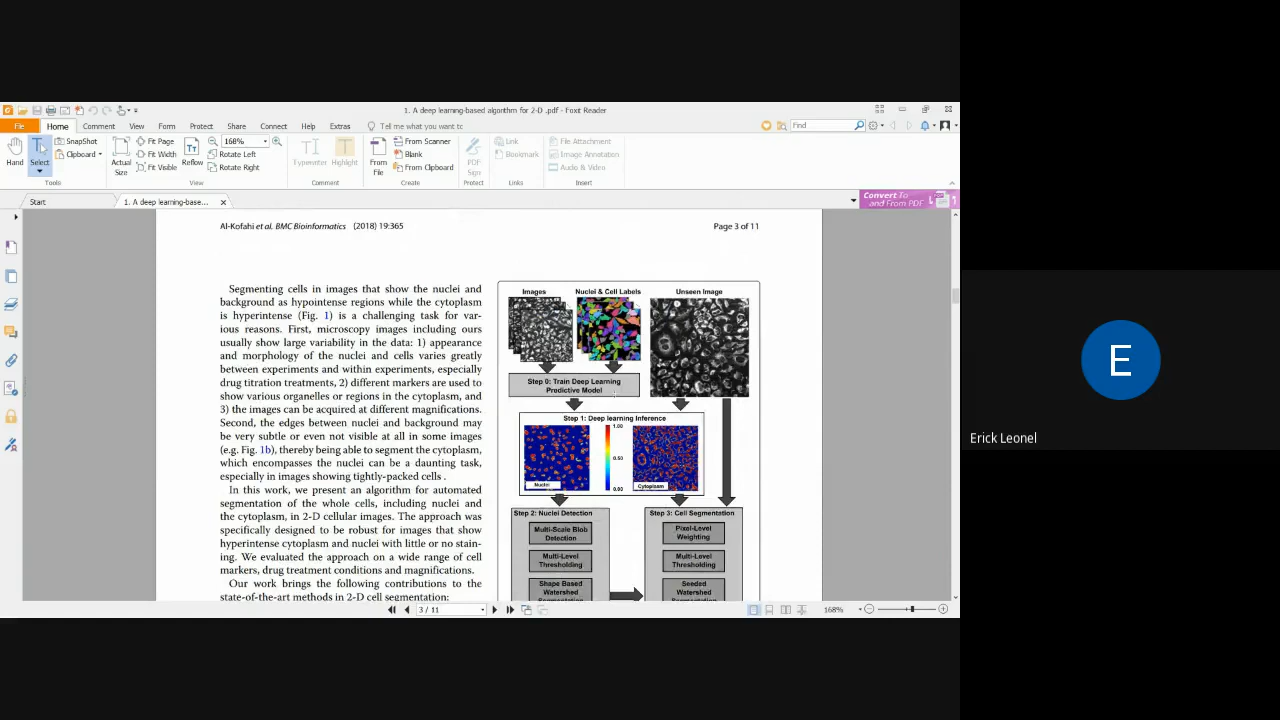 1. A deep learning-based algorithm for 2-D .pdf - Foxit Reader
File Home Comment View Form Protect Share Connect Help Extras Tell me what you want to Find
Hand
Select
SnapShot
Clipboard
Tools
Actual Size
Fit Page
Fit Width
Fit Visible
Reflow
168%
Rotate Left
Rotate Right
View
Typewriter
Highlight
Comment
From File
From Scanner
Blank
From Clipboard
Create
PDF Sign
Protect
Link
Bookmark
Links
File Attachment
Image Annotation
Audio & Video
Insert
Start
1. A deep learning-base...
Convert To
and From PDF
Al-Kofahi et al. BMC Bioinformatics (2018) 19:365
Page 3 of 11
Segmenting cells in images that show the nuclei and
background as hypointense regions while the cytoplasm
is hyperintense (Fig. 1) is a challenging task for var-
ious reasons. First, microscopy images including ours
usually show large variability in the data: 1) appearance
and morphology of the nuclei and cells varies greatly
between experiments and within experiments, especially
drug titration treatments, 2) different markers are used to
show various organelles or regions in the cytoplasm, and
3) the images can be acquired at different magnifications.
Second, the edges between nuclei and background may
be very subtle or even not visible at all in some images
(e.g. Fig. 1b), thereby being able to segment the cytoplasm,
which encompasses the nuclei can be a daunting task,
especially in images showing tightly-packed cells .
In this work, we present an algorithm for automated
segmentation of the whole cells, including nuclei and
the cytoplasm, in 2-D cellular images. The approach was
specifically designed to be robust for images that show
hyperintense cytoplasm and nuclei with little or no stain-
ing. We evaluated the approach on a wide range of cell
markers, drug treatment conditions and magnifications.
Our work brings the following contributions to the
state-of-the-art methods in 2-D cell segmentation:
Images
Nuclei & Cell Labels
Unseen Image
Step 0: Train Deep Learning
Predictive Model
Step 1: Deep learning Inference
1.00
0.50
0.00
Nuclei
Cytoplasm
Step 2: Nuclei Detection
Multi-Scale Blob
Detection
Multi-Level
Thresholding
Shape Based
Watershed
Segmentation
Step 3: Cell Segmentation
Pixel-Level
Weighting
Multi-Level
Thresholding
Seeded
Watershed
Segmentation
3 / 11
168%
E
Erick Leonel